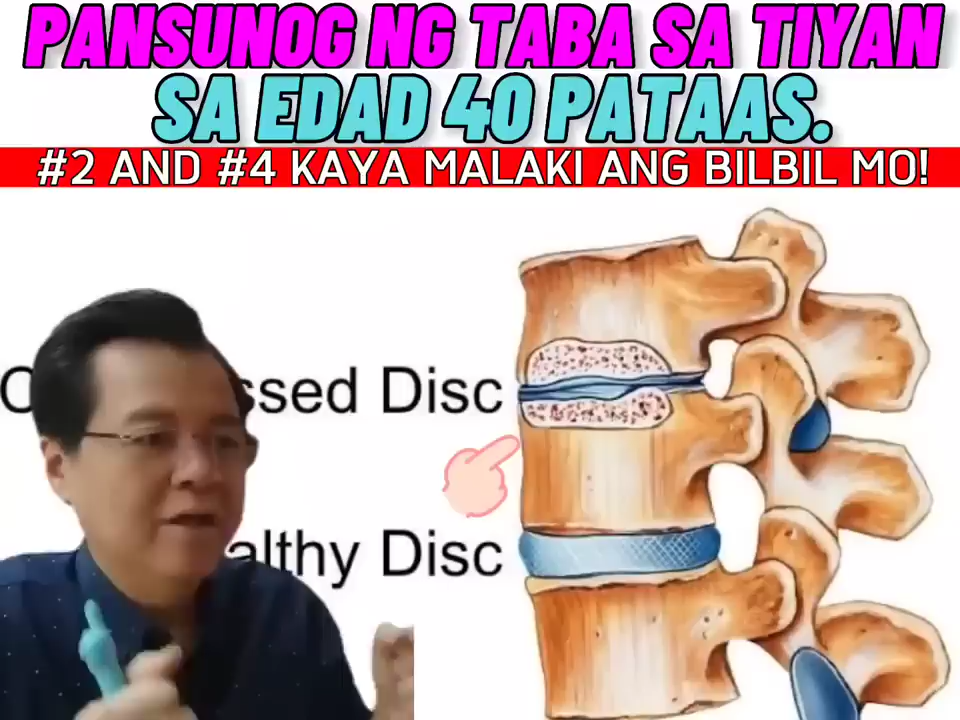 PANSUNOG NG TABA SA TIYAN
SA EDAD 40 PATAAS.
#2 AND #4 KAYA MALAKI ANG BILBIL MO!
Disc
Disc